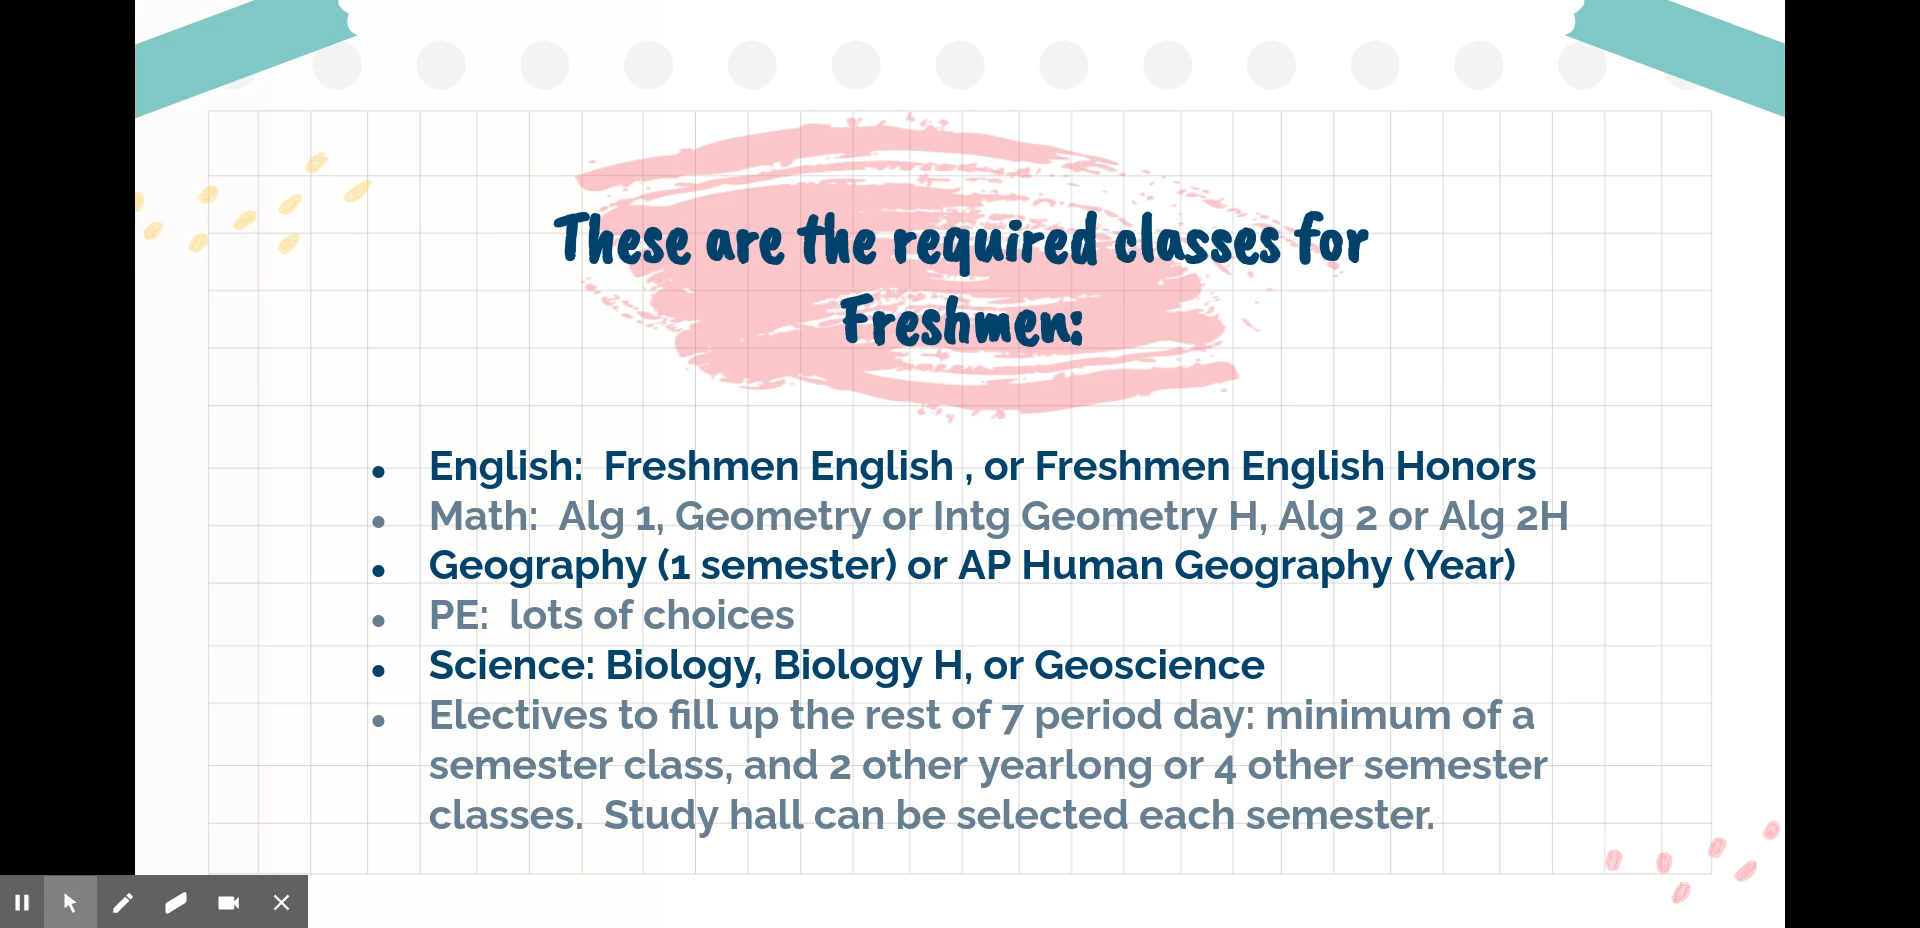 These are the required classes for
Freshmen:
● English:  Freshmen English , or Freshmen English Honors
● Math:  Alg 1, Geometry or Intg Geometry H, Alg 2 or Alg 2H
● Geography (1 semester) or AP Human Geography (Year)
● PE:  lots of choices
● Science: Biology, Biology H, or Geoscience
● Electives to fill up the rest of 7 period day: minimum of a
semester class, and 2 other yearlong or 4 other semester
classes.  Study hall can be selected each semester.